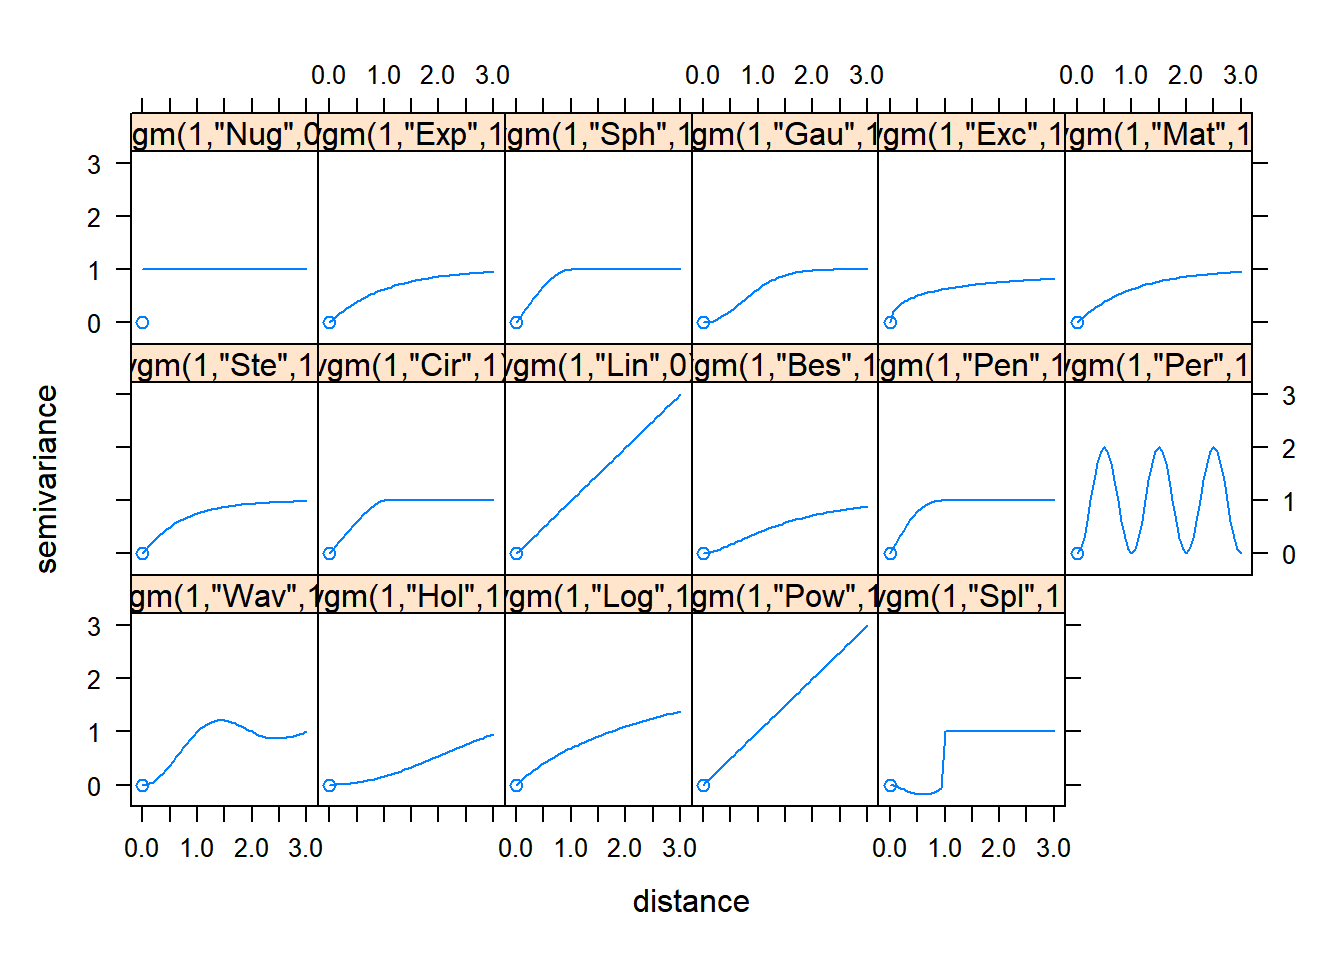 0.0 1.0 2.0 3.0 0.0 1.0 2.0 3.0 0.0 1.0 2.0 3.0
gm(1,"Nug",0 vgm(1,"Exp",1 vgm(1,"Sph",1 gm(1,"Gau",1 vgm(1,"Exc",1 vgm(1,"Mat",1
3
2
1
0
vgm(1,"Ste",1 vgm(1,"Cir",1) vgm(1,"Lin",0) gm(1,"Bes",1 vgm(1,"Pen",1 vgm(1,"Per",1
3
2
1
0
semivariance
gm(1,"Wav",1 vgm(1,"Hol",1 vgm(1,"Log",1 gm(1,"Pow",1 vgm(1,"Spl",1
3
2
1
0
0.0 1.0 2.0 3.0 0.0 1.0 2.0 3.0 0.0 1.0 2.0 3.0
distance